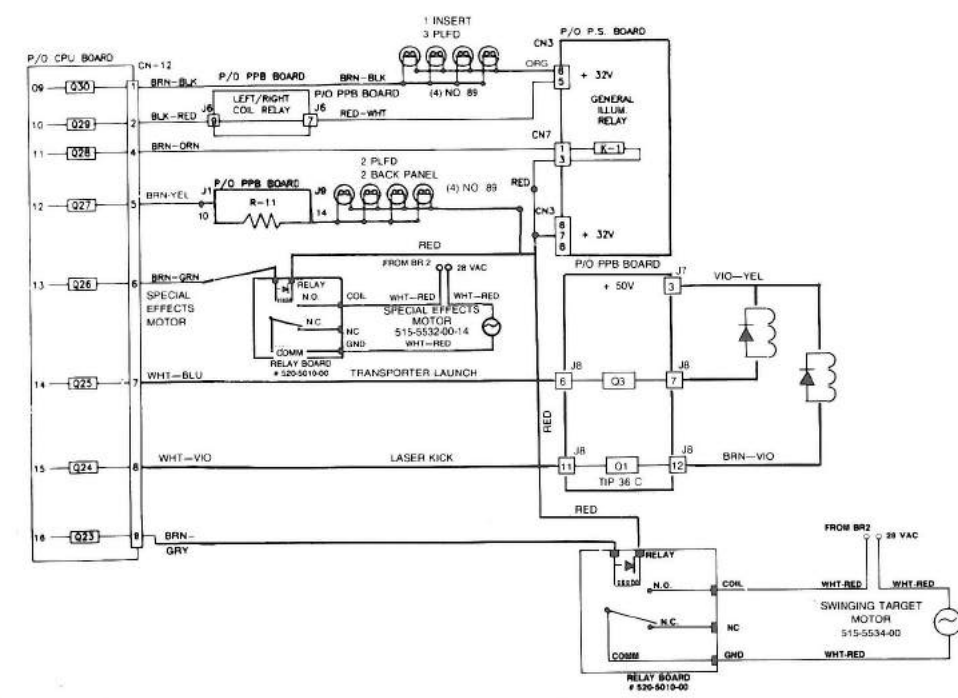 1 INSERT
3 PLFD
P/O P.S. BOARD
CN3
P/O CPU BOARD
CN-12
ORG
6
5
+ 32V
09 Q30 1 BRN-BLK
P/O PPB BOARD
BRN-BLK
(4) NO 89
P/O PPB BOARD
LEFT/RIGHT
COIL RELAY
J6
9
J6
7
RED-WHT
GENERAL
ILLUM.
RELAY
10 Q29 2 BLK-RED
CN7
1
3
K-1
11 Q28 4 BRN-ORN
2 PLFD
2 BACK PANEL
(4) NO 89
RED
P/O PPB BOARD
J1
10
R-11
J9
14
12 Q27 5 BRN-YEL
CN3
6
7
8
+ 32V
RED
P/O PPB BOARD
J7
3
+ 50V
VIO-YEL
13 Q26 6 BRN-GRN
SPECIAL
EFFECTS
MOTOR
FROM BR2
28 VAC
RELAY
N.O.
COIL
WHT-RED
WHT-RED
SPECIAL EFFECTS
MOTOR
515-5532-00-14
N.C.
NC
GND
WHT-RED
COMM
RELAY BOARD
# 520-5010-00
14 Q25 7 WHT-BLU
TRANSPORTER LAUNCH
J8
6
Q3
J8
7
RED
15 Q24 8 WHT-VIO
LASER KICK
J8
11
Q1
J8
12
BRN-VIO
TIP 36 C
RED
16 Q23 BRN-
GRY
RELAY
FROM BR2
28 VAC
N.O.
COIL
WHT-RED
WHT-RED
SWINGING TARGET
MOTOR
515-5534-00
N.C.
NC
COMM
GND
WHT-RED
RELAY BOARD
# 520-5010-00